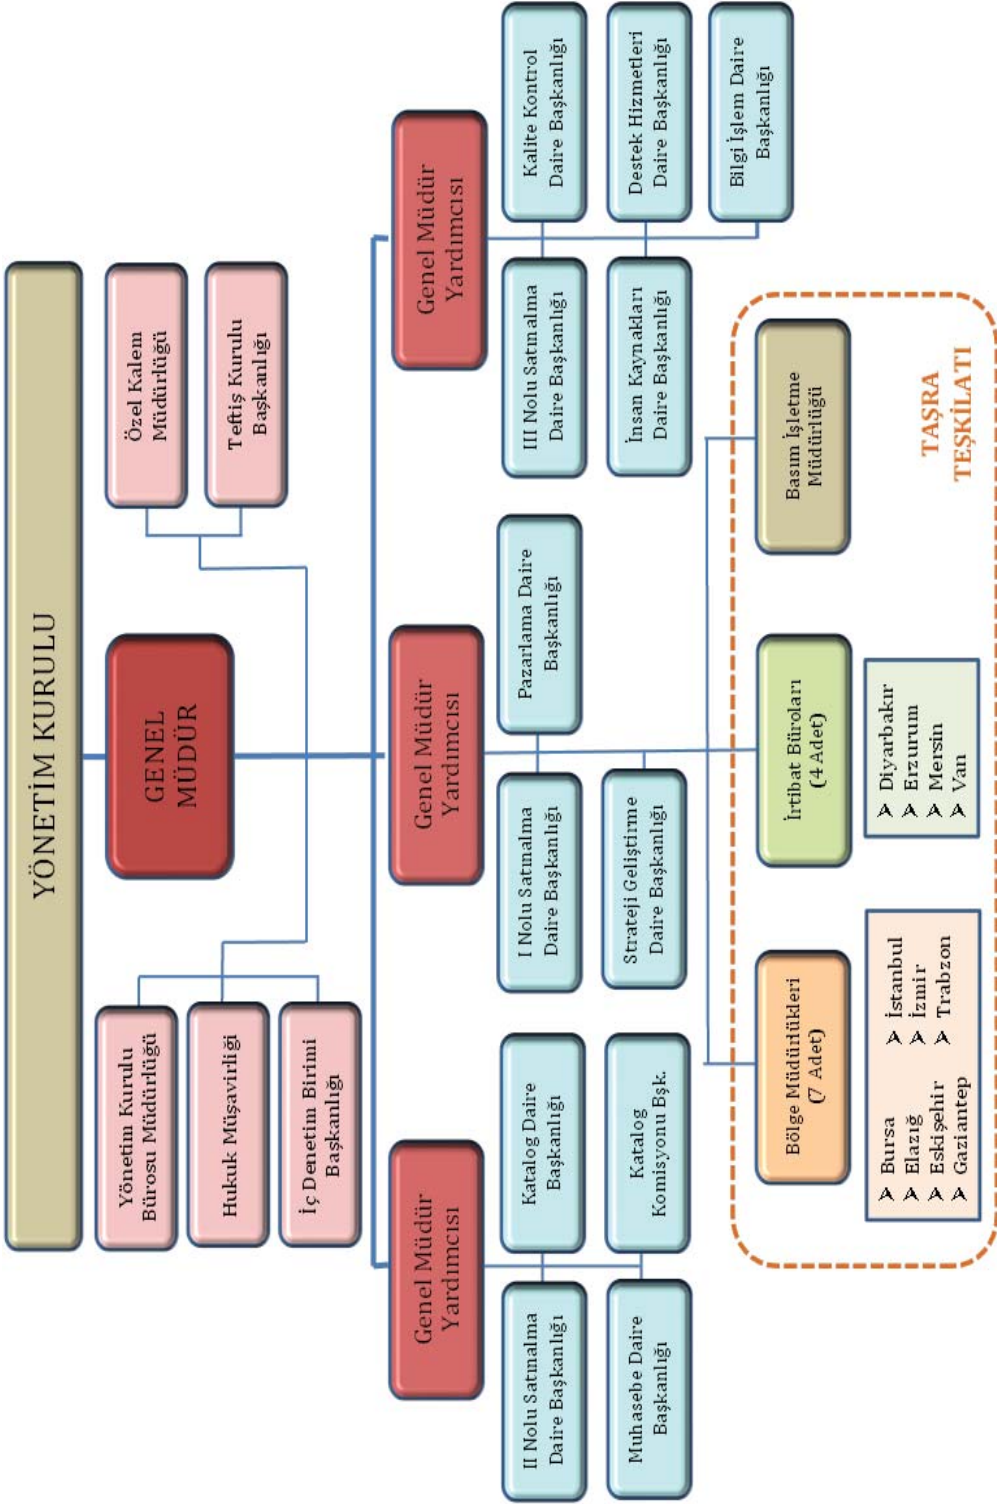 YÖNETİM KURULU
GENEL
MÜDÜR
Yönetim Kurulu
Bürosu Müdürlüğü
Hukuk Müşavirliği
İç Denetim Birimi
Başkanlığı
Özel Kalem
Müdürlüğü
Teftiş Kurulu
Başkanlığı
Genel Müdür
Yardımcısı
II Nolu Satınalma
Daire Başkanlığı
Katalog Daire
Başkanlığı
Muhasebe Daire
Başkanlığı
Katalog
Komisyonu Bşk.
Genel Müdür
Yardımcısı
I Nolu Satınalma
Daire Başkanlığı
Pazarlama Daire
Başkanlığı
Strateji Geliştirme
Daire Başkanlığı
Genel Müdür
Yardımcısı
III Nolu Satınalma
Daire Başkanlığı
Kalite Kontrol
Daire Başkanlığı
İnsan Kaynakları
Daire Başkanlığı
Destek Hizmetleri
Daire Başkanlığı
Bilgi İşlem Daire
Başkanlığı
Bölge Müdürlükleri
(7 Adet)
➢ Bursa
➢ Elazığ
➢ Eskişehir
➢ Gaziantep
➢ İstanbul
➢ İzmir
➢ Trabzon
İrtibat Büroları
(4 Adet)
➢ Diyarbakır
➢ Erzurum
➢ Mersin
➢ Van
Basım İşletme
Müdürlüğü
TAŞRA
TEŞKİLATI